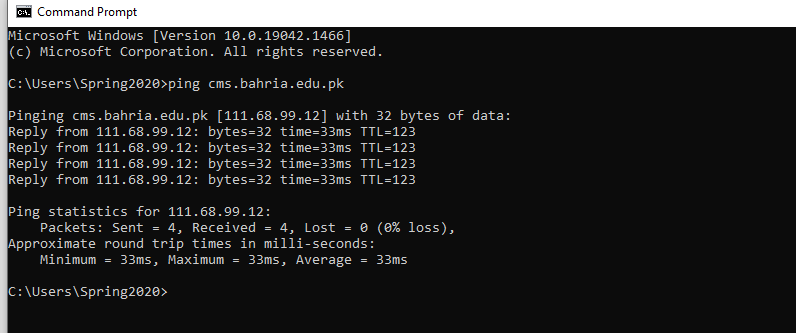 Command Prompt
Microsoft Windows [Version 10.0.19042.1466]
(c) Microsoft Corporation. All rights reserved.
C:\Users\Spring2020>ping cms.bahria.edu.pk
Pinging cms.bahria.edu.pk [111.68.99.12] with 32 bytes of data:
Reply from 111.68.99.12: bytes=32 time=33ms TTL=123
Reply from 111.68.99.12: bytes=32 time=33ms TTL=123
Reply from 111.68.99.12: bytes=32 time=33ms TTL=123
Reply from 111.68.99.12: bytes=32 time=33ms TTL=123
Ping statistics for 111.68.99.12:
    Packets: Sent = 4, Received = 4, Lost = 0 (0% loss),
Approximate round trip times in milli-seconds:
    Minimum = 33ms, Maximum = 33ms, Average = 33ms
C:\Users\Spring2020>